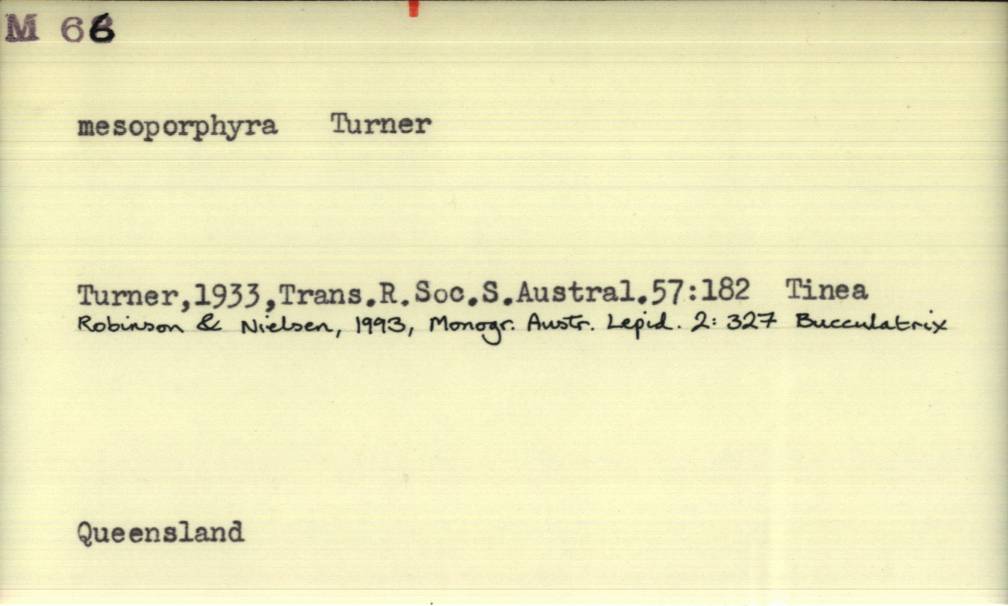 M 66
mesoporphyra Turner
Turner,1933,Trans.R.Soc.S.Austral.57:182 Tinea
Robinson & Nielsen, 1993, Monogr. Austr. Lepid. 2: 327 Bucculatrix
Queensland